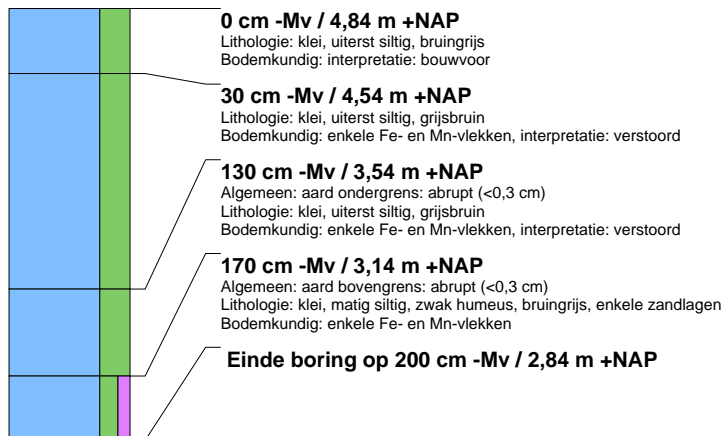 0 cm -Mv / 4,84 m +NAP
Lithologie: klei, uiterst siltig, bruingrijs
Bodemkundig: interpretatie: bouwvoor
30 cm -Mv / 4,54 m +NAP
Lithologie: klei, uiterst siltig, grijsbruin
Bodemkundig: enkele Fe- en Mn-vlekken, interpretatie: verstoord
130 cm -Mv / 3,54 m +NAP
Algemeen: aard ondergrens: abrupt (<0,3 cm)
Lithologie: klei, uiterst siltig, grijsbruin
Bodemkundig: enkele Fe- en Mn-vlekken, interpretatie: verstoord
170 cm -Mv / 3,14 m +NAP
Algemeen: aard bovengrens: abrupt (<0,3 cm)
Lithologie: klei, matig siltig, zwak humeus, bruingrijs, enkele zandlagen
Bodemkundig: enkele Fe- en Mn-vlekken
Einde boring op 200 cm -Mv / 2,84 m +NAP